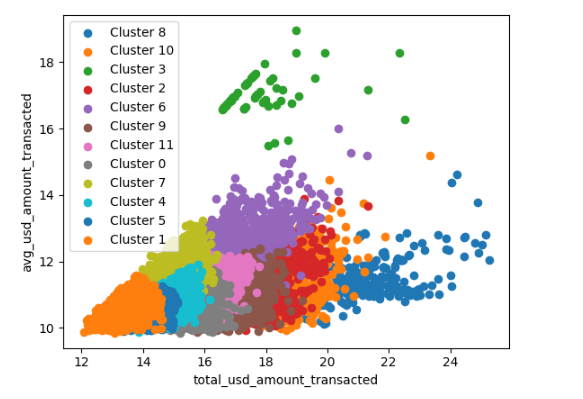 Cluster 8
Cluster 10
Cluster 3
Cluster 2
Cluster 6
Cluster 9
Cluster 11
Cluster 0
Cluster 7
Cluster 4
Cluster 5
Cluster 1
18
16
14
12
10
avg_usd_amount_transacted
12 14 16 18 20 22 24
total_usd_amount_transacted